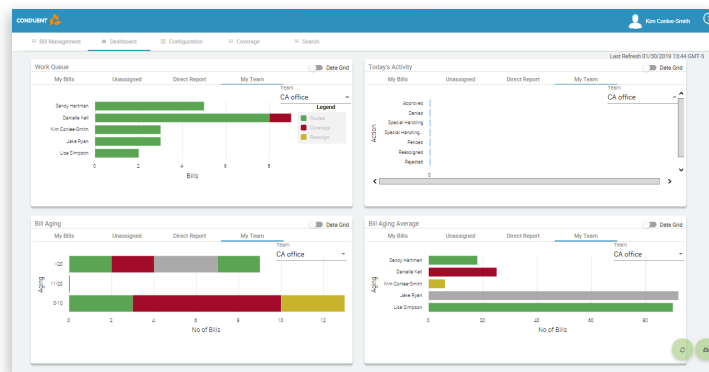 CONDUENT
Kim Conlee-Smith
Bill Management Dashboard Configuration Coverage Search
Last Refresh 01/30/2019 13:44 GMT-5
Work Queue
Data Grid
My Bills Unassigned Direct Report My Team
Team
CA office
Legend
Routed
Coverage
Reassign
Sandy Hartman
Danielle Kell
Kim Conlee-Smith
Jake Ryan
Lisa Simpson
0 2 4 6 8
Bills
Today's Activity
Data Grid
My Bills Unassigned Direct Report My Team
Team
CA office
Action
Approved
Denied
Special Handling
Special Handling...
Pended
Reassigned
Rejected
0
Bill Aging
Data Grid
My Bills Unassigned Direct Report My Team
Team
CA office
Aging
11-20
0-10
0 2 4 6 8 10 12
No of Bills
Bill Aging Average
Data Grid
My Bills Unassigned Direct Report My Team
Team
CA office
Aging
Sandy Hartman
Danielle Kell
Kim Conlee-Smith
Jake Ryan
Lisa Simpson
0 20 40 60 80
No of Bills